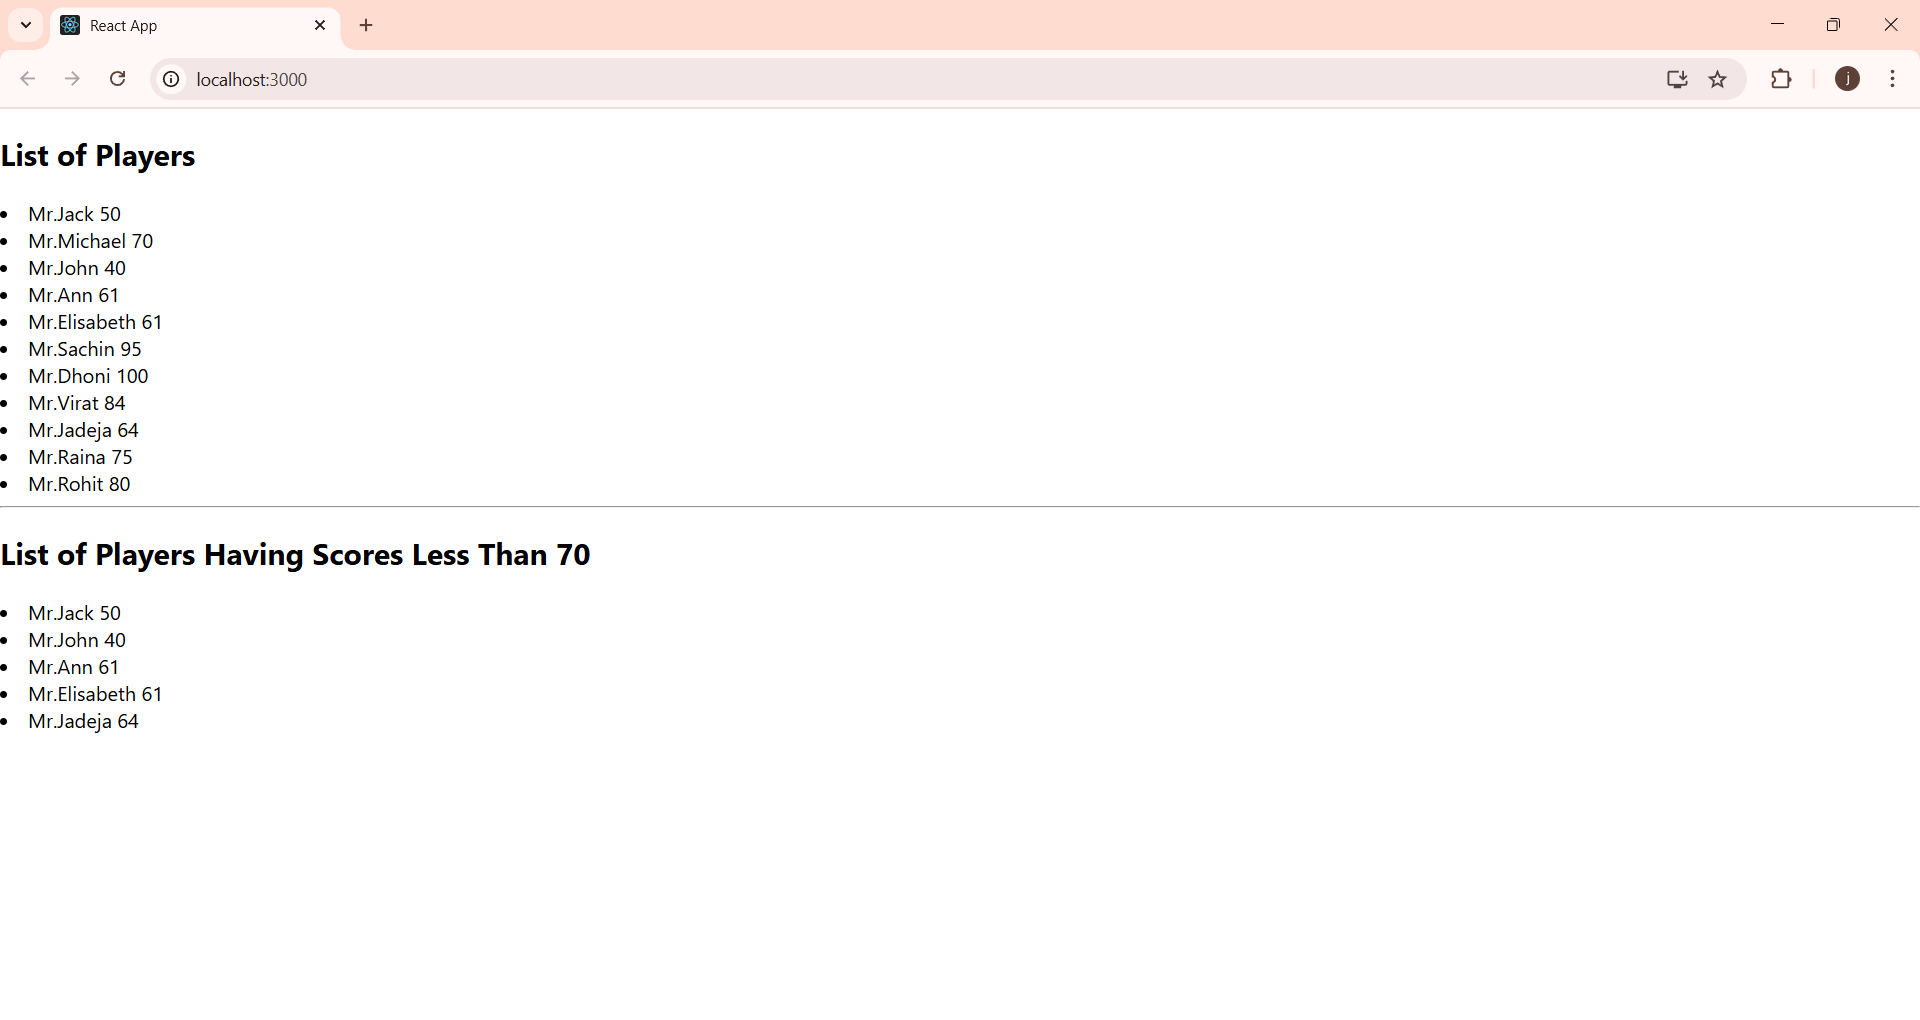 React App
localhost:3000
j
List of Players
Mr.Jack 50
Mr.Michael 70
Mr.John 40
Mr.Ann 61
Mr.Elisabeth 61
Mr.Sachin 95
Mr.Dhoni 100
Mr.Virat 84
Mr.Jadeja 64
Mr.Raina 75
Mr.Rohit 80
List of Players Having Scores Less Than 70
Mr.Jack 50
Mr.John 40
Mr.Ann 61
Mr.Elisabeth 61
Mr.Jadeja 64